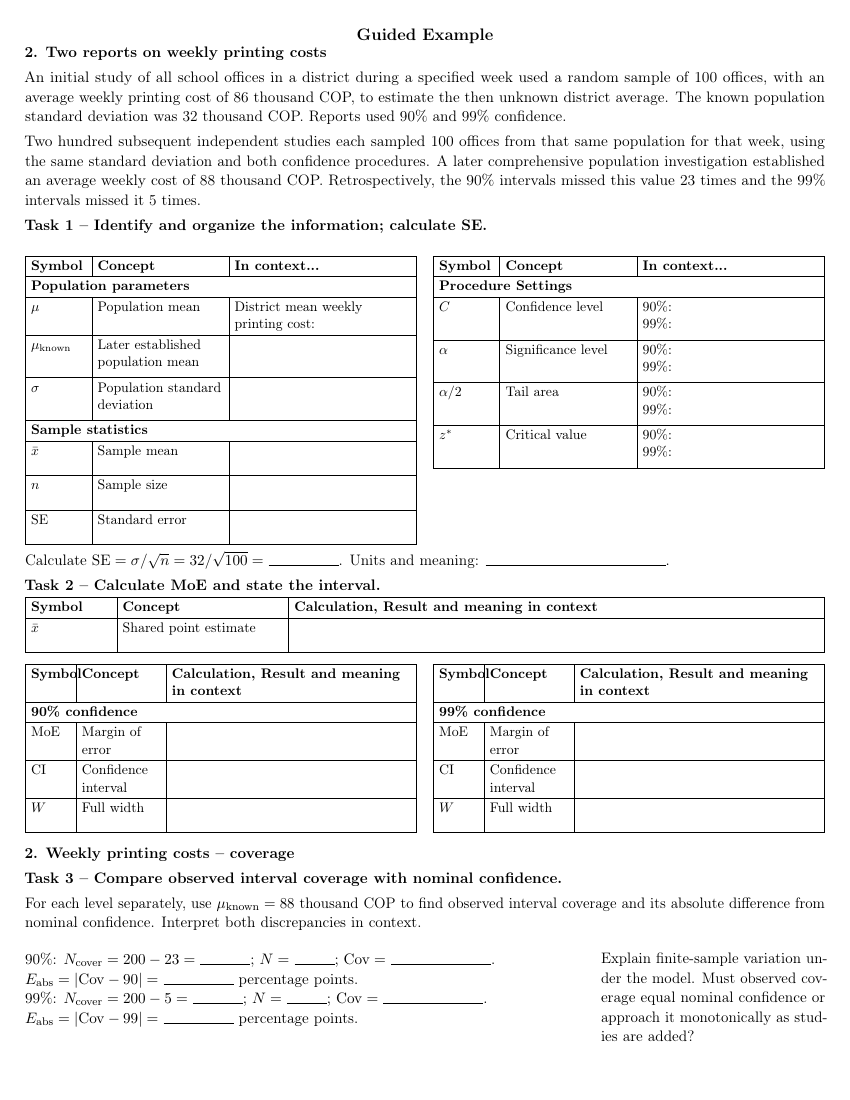 Guided Example
2. Two reports on weekly printing costs
An initial study of all school offices in a district during a specified week used a random sample of 100 offices, with an
average weekly printing cost of 86 thousand COP, to estimate the then unknown district average. The known population
standard deviation was 32 thousand COP. Reports used 90% and 99% confidence.
Two hundred subsequent independent studies each sampled 100 offices from that same population for that week, using
the same standard deviation and both confidence procedures. A later comprehensive population investigation established
an average weekly cost of 88 thousand COP. Retrospectively, the 90% intervals missed this value 23 times and the 99%
intervals missed it 5 times.
Task 1 – Identify and organize the information; calculate SE.
Symbol Concept In context...
Population parameters
μ Population mean District mean weekly
printing cost:
μknown Later established
population mean
σ Population standard
deviation
Sample statistics
x̄ Sample mean
n Sample size
SE Standard error
Symbol Concept In context...
Procedure Settings
C Confidence level 90%:
99%:
α Significance level 90%:
99%:
α/2 Tail area 90%:
99%:
z* Critical value 90%:
99%:
Calculate SE = σ/√n = 32/√100 = ________. Units and meaning: ________.
Task 2 – Calculate MoE and state the interval.
Symbol Concept Calculation, Result and meaning in context
x̄ Shared point estimate
Symbol Concept Calculation, Result and meaning
in context
90% confidence
MoE Margin of
error
CI Confidence
interval
W Full width
Symbol Concept Calculation, Result and meaning
in context
99% confidence
MoE Margin of
error
CI Confidence
interval
W Full width
2. Weekly printing costs – coverage
Task 3 – Compare observed interval coverage with nominal confidence.
For each level separately, use μknown = 88 thousand COP to find observed interval coverage and its absolute difference from
nominal confidence. Interpret both discrepancies in context.
90%: Ncover = 200 − 23 = ______; N = _____; Cov = ________.
Eabs = |Cov − 90| = ________ percentage points.
99%: Ncover = 200 − 5 = ______; N = _____; Cov = ________.
Eabs = |Cov − 99| = ________ percentage points.
Explain finite-sample variation un-
der the model. Must observed cov-
erage equal nominal confidence or
approach it monotonically as stud-
ies are added?